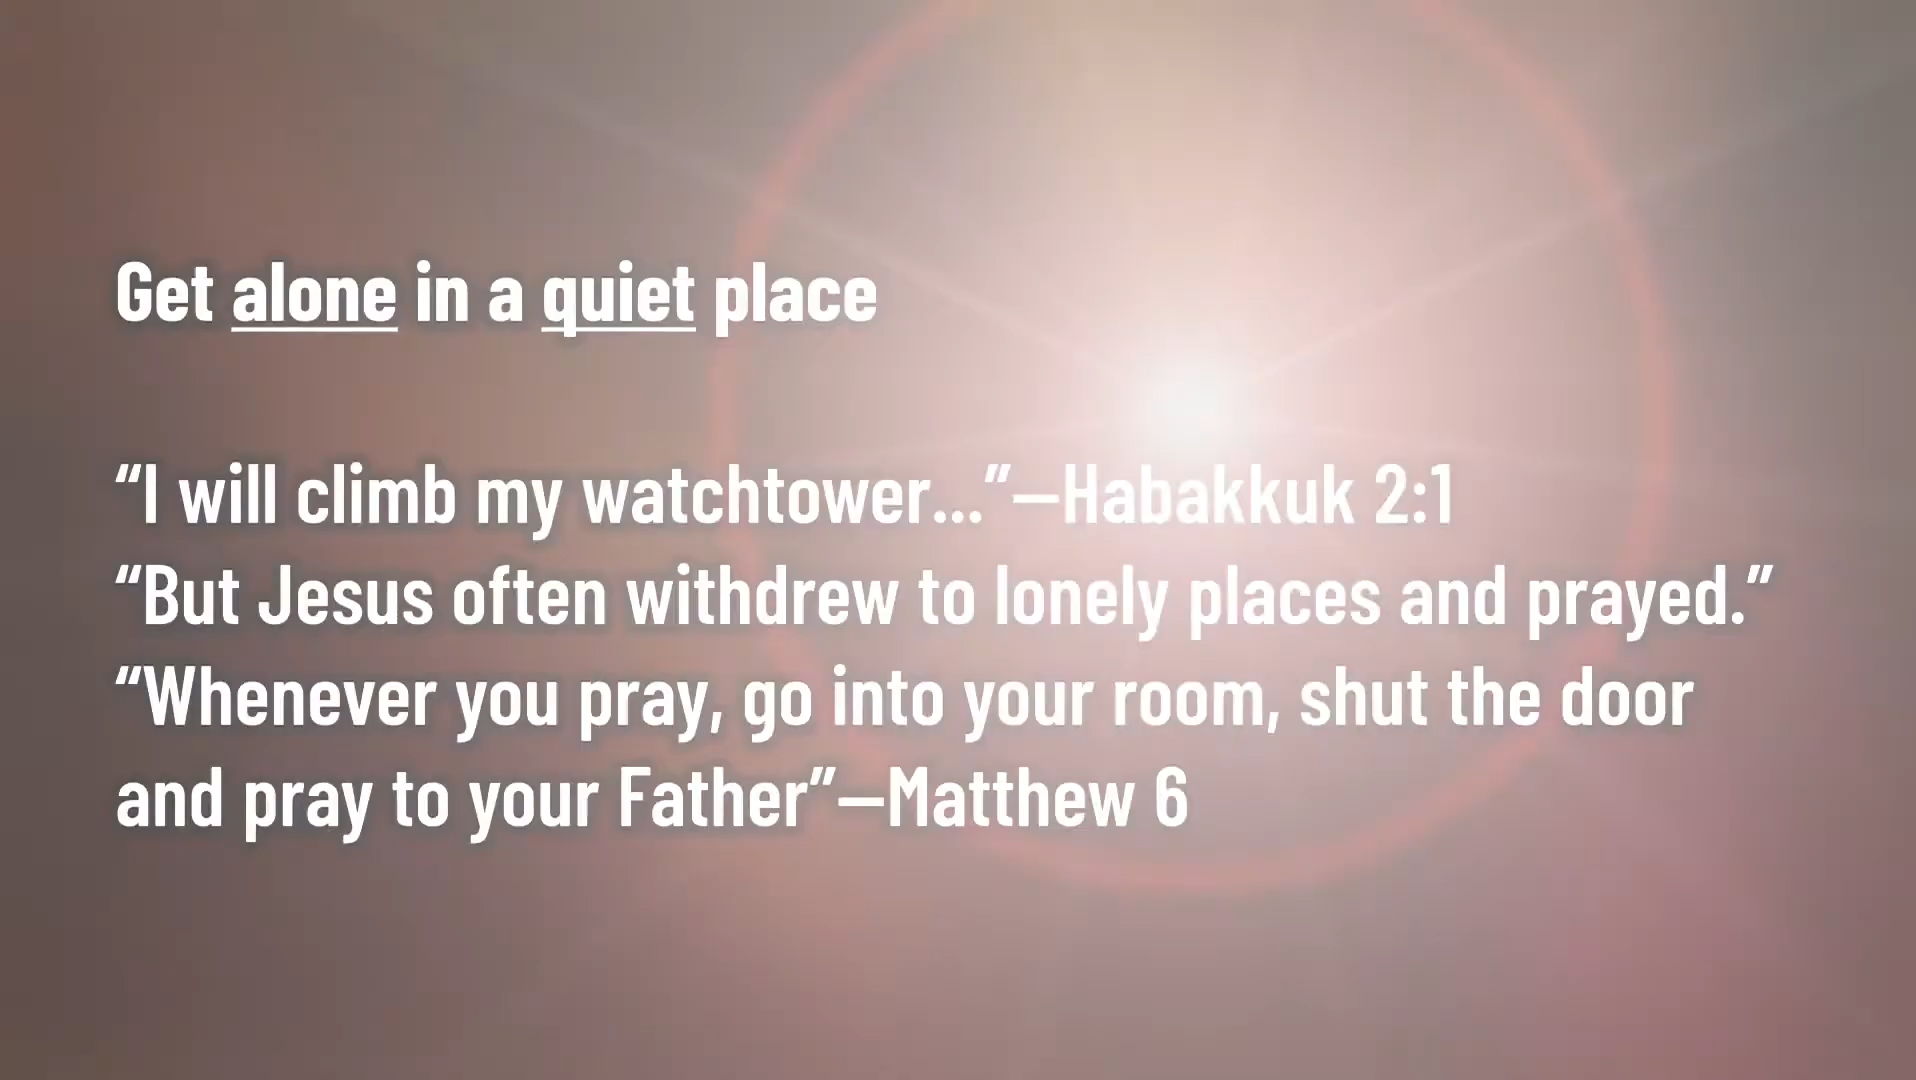 Get alone in a quiet place
“I will climb my watchtower...”—Habakkuk 2:1
“But Jesus often withdrew to lonely places and prayed.”
“Whenever you pray, go into your room, shut the door
and pray to your Father”—Matthew 6